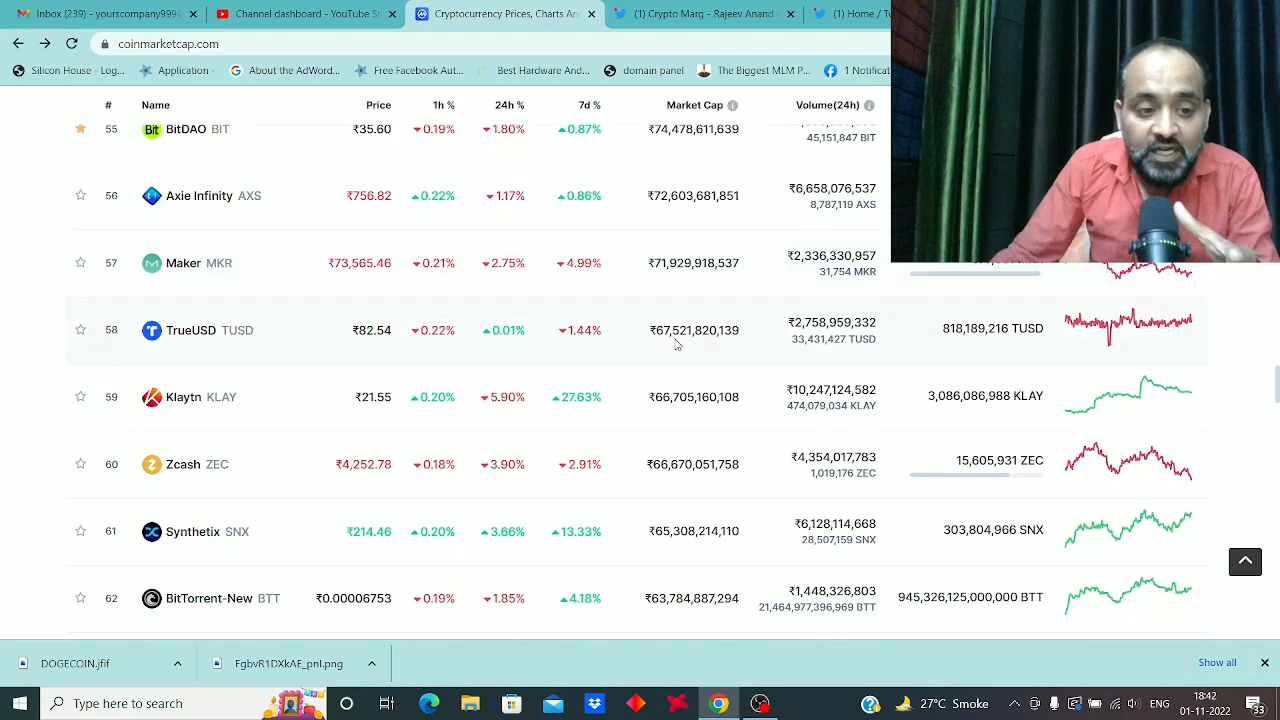 Inbox - yourcompany99@
Dashboard - YouTube St
Cryptocurrency Prices, Charts An
(2) Crypto Mars - Rajeev Anand
(2) Home / Tw
coinmarketcap.com
Silicon House - Log...
Adwords
About the AdWord...
Free Facebook Aut...
Best Hardware And...
domain panel
The Biggest MLM P...
1 Notificat
# Name Price 1h % 24h % 7d % Market Cap Volume(24h)
55 BitDAO BIT ₹35.60 0.19% 1.80% 0.87% ₹74,478,611,639
45,151,847 BIT
56 Axie Infinity AXS ₹756.82 0.22% 1.17% 0.86% ₹72,603,681,851 ₹6,658,076,537
8,787,119 AXS
57 Maker MKR ₹73,565.46 0.21% 2.75% 4.99% ₹71,929,918,537 ₹2,336,330,957
31,754 MKR
58 TrueUSD TUSD ₹82.54 0.22% 0.01% 1.44% ₹67,521,820,139 ₹2,758,959,332 818,189,216 TUSD
33,431,427 TUSD
59 Klaytn KLAY ₹21.55 0.20% 5.90% 27.63% ₹66,705,160,108 ₹10,247,124,582 3,086,086,988 KLAY
474,079,034 KLAY
60 Zcash ZEC ₹4,252.78 0.18% 3.90% 2.91% ₹66,670,051,758 ₹4,354,017,783 15,605,931 ZEC
1,019,176 ZEC
61 Synthetix SNX ₹214.46 0.20% 3.66% 13.33% ₹65,308,214,110 ₹6,128,114,668 303,804,966 SNX
28,507,159 SNX
62 BitTorrent-New BTT ₹0.00006753 0.19% 1.85% 4.18% ₹63,784,887,294 ₹1,448,326,803 945,326,125,000,000 BTT
21,464,977,396,969 BTT
DOGECOIN.jfif
FgbvR1DXkAE_pnl.png
Show all
Type here to search
27°C Smoke
1842
02-11-2022
33